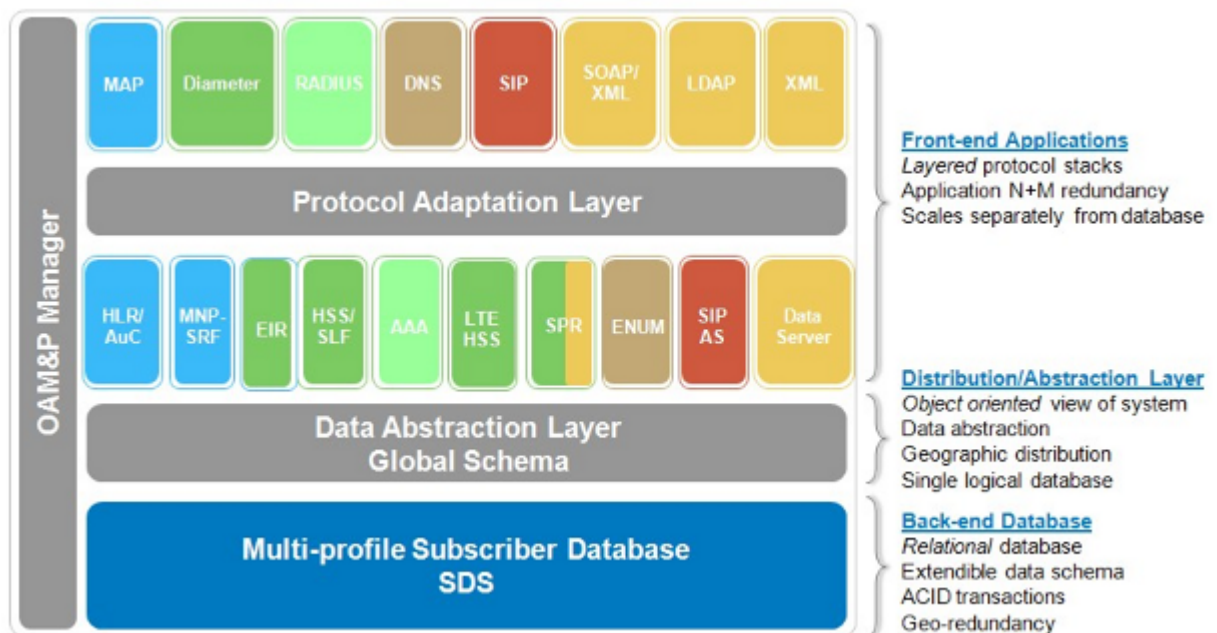 OAM&P Manager
MAP
Diameter
RADIUS
DNS
SIP
SOAP/
XML
LDAP
XML
Protocol Adaptation Layer
HLR/
AuC
MNP-
SRF
EIR
HSS/
SLF
AAA
LTE
HSS
SPR
ENUM
SIP
AS
Data
Server
Data Abstraction Layer
Global Schema
Multi-profile Subscriber Database
SDS
Front-end Applications
Layered protocol stacks
Application N+M redundancy
Scales separately from database
Distribution/Abstraction Layer
Object oriented view of system
Data abstraction
Geographic distribution
Single logical database
Back-end Database
Relational database
Extendible data schema
ACID transactions
Geo-redundancy